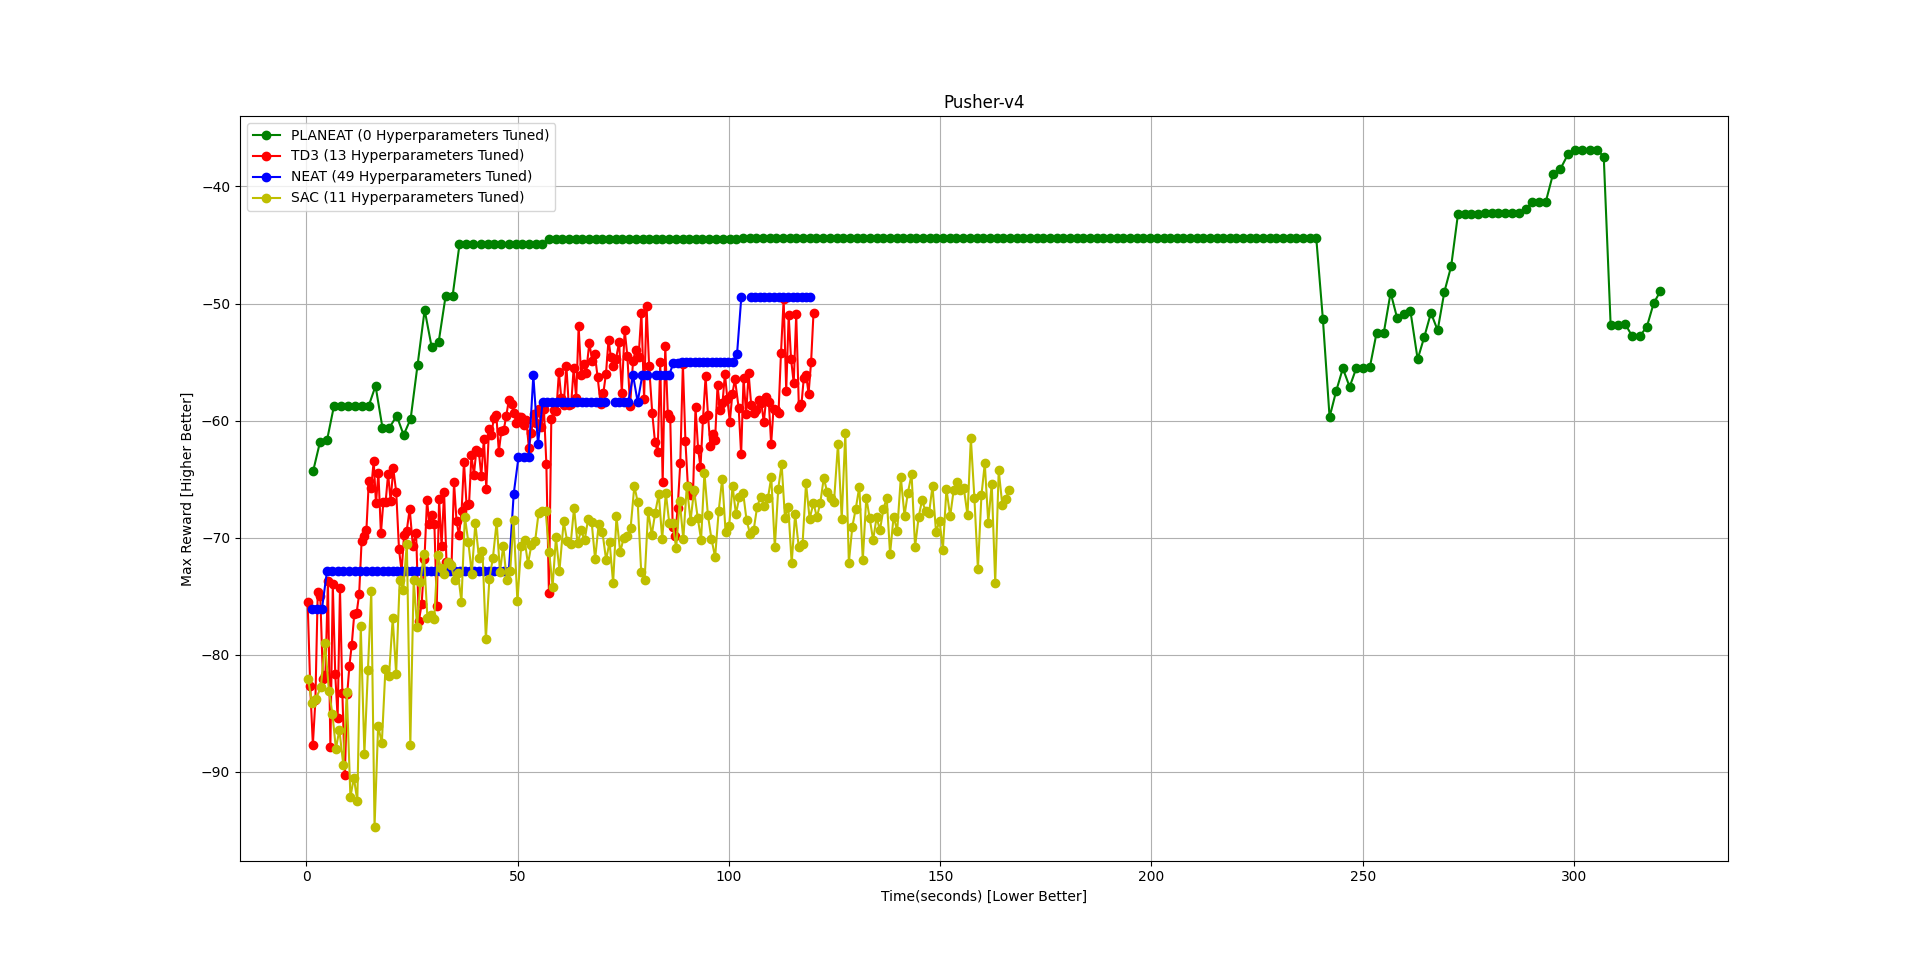 Pusher-v4
PLANEAT (0 Hyperparameters Tuned)
TD3 (13 Hyperparameters Tuned)
NEAT (49 Hyperparameters Tuned)
SAC (11 Hyperparameters Tuned)
Max Reward [Higher Better]
−40
−50
−60
−70
−80
−90
0
50
100
150
200
250
300
Time(seconds) [Lower Better]